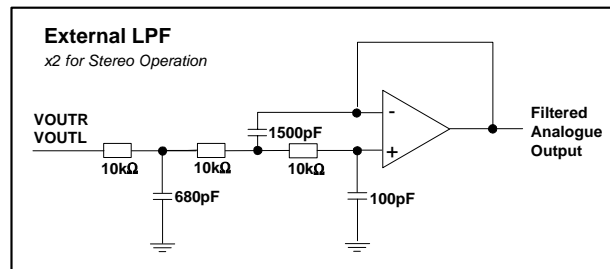 External LPF
x2 for Stereo Operation
VOUTR
VOUTL
10kΩ
680pF
10kΩ
1500pF
10kΩ
-
+
100pF
Filtered
Analogue
Output